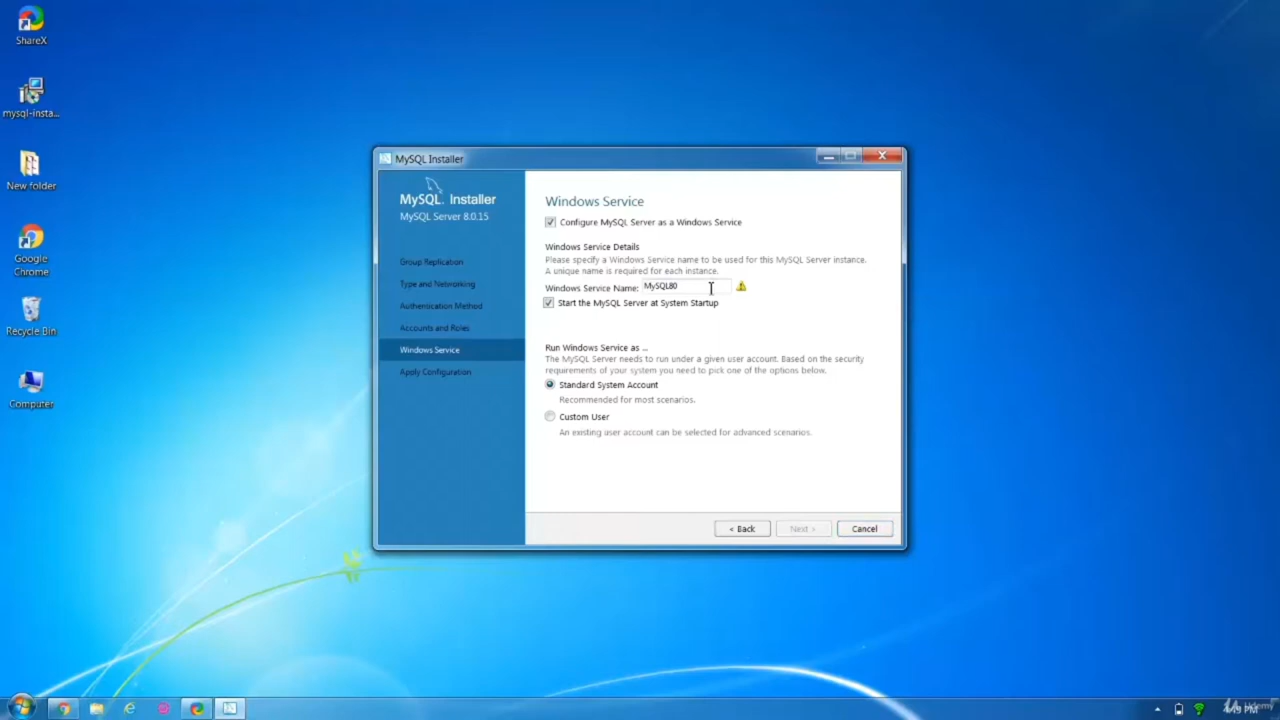 ShareX
mysql-insta...
New folder
Google
Chrome
Recycle Bin
Computer
MySQL Installer
MySQL. Installer
MySQL Server 8.0.15
Group Replication
Type and Networking
Authentication Method
Accounts and Roles
Windows Service
Apply Configuration
Windows Service
Configure MySQL Server as a Windows Service
Windows Service Details
Please specify a Windows Service name to be used for this MySQL Server instance.
A unique name is required for each instance.
Windows Service Name: MySQL80
Start the MySQL Server at System Startup
Run Windows Service as ...
The MySQL Server needs to run under a given user account. Based on the security
requirements of your system you need to pick one of the options below.
Standard System Account
Recommended for most scenarios.
Custom User
An existing user account can be selected for advanced scenarios.
< Back Next > Cancel
Udemy